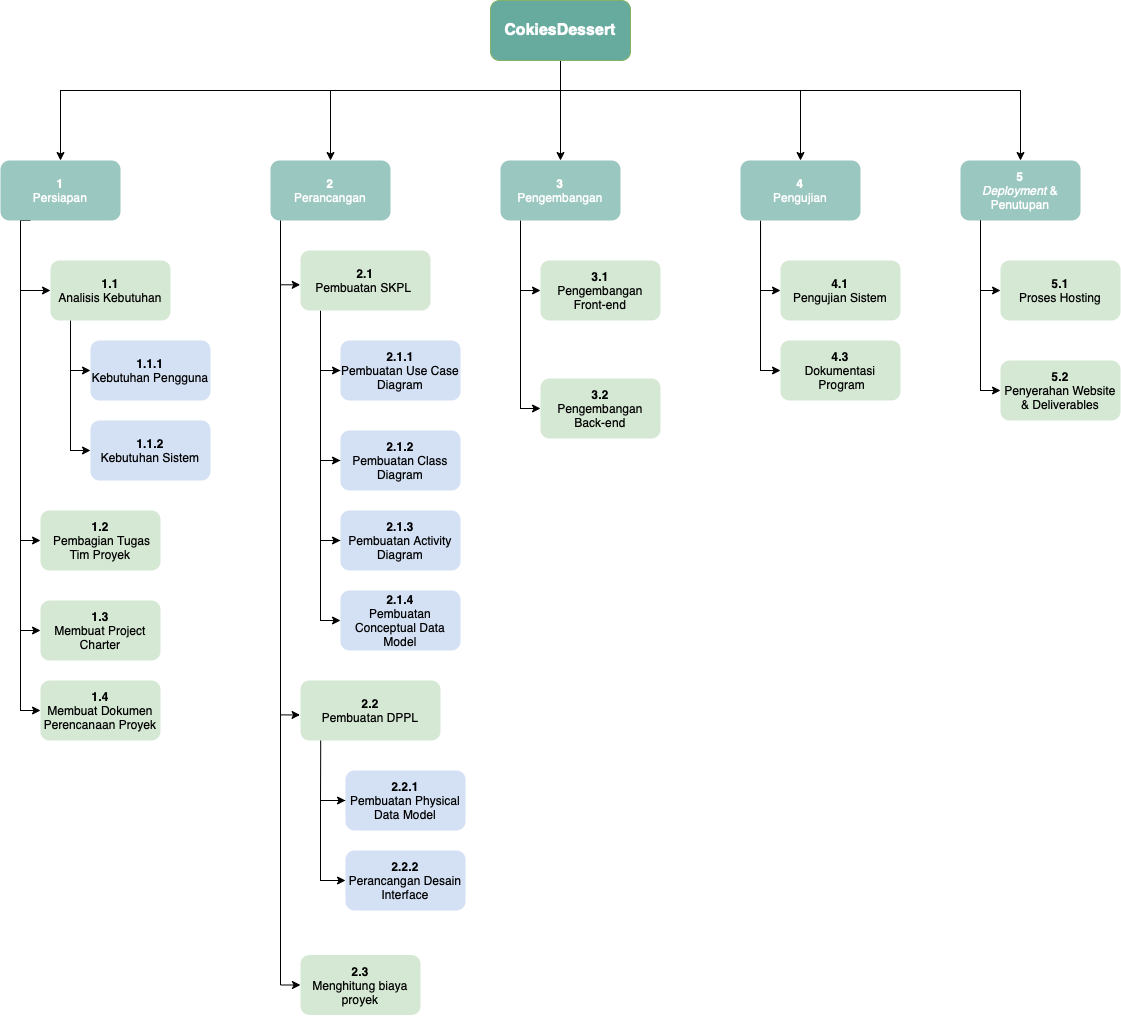 CokiesDessert
1
Persiapan
2
Perancangan
3
Pengembangan
4
Pengujian
5
Deployment &
Penutupan
1.1
Analisis Kebutuhan
1.1.1
Kebutuhan Pengguna
1.1.2
Kebutuhan Sistem
1.2
Pembagian Tugas
Tim Proyek
1.3
Membuat Project
Charter
1.4
Membuat Dokumen
Perencanaan Proyek
2.1
Pembuatan SKPL
2.1.1
Pembuatan Use Case
Diagram
2.1.2
Pembuatan Class
Diagram
2.1.3
Pembuatan Activity
Diagram
2.1.4
Pembuatan
Conceptual Data
Model
2.2
Pembuatan DPPL
2.2.1
Pembuatan Physical
Data Model
2.2.2
Perancangan Desain
Interface
2.3
Menghitung biaya
proyek
3.1
Pengembangan
Front-end
3.2
Pengembangan
Back-end
4.1
Pengujian Sistem
4.3
Dokumentasi
Program
5.1
Proses Hosting
5.2
Penyerahan Website
& Deliverables